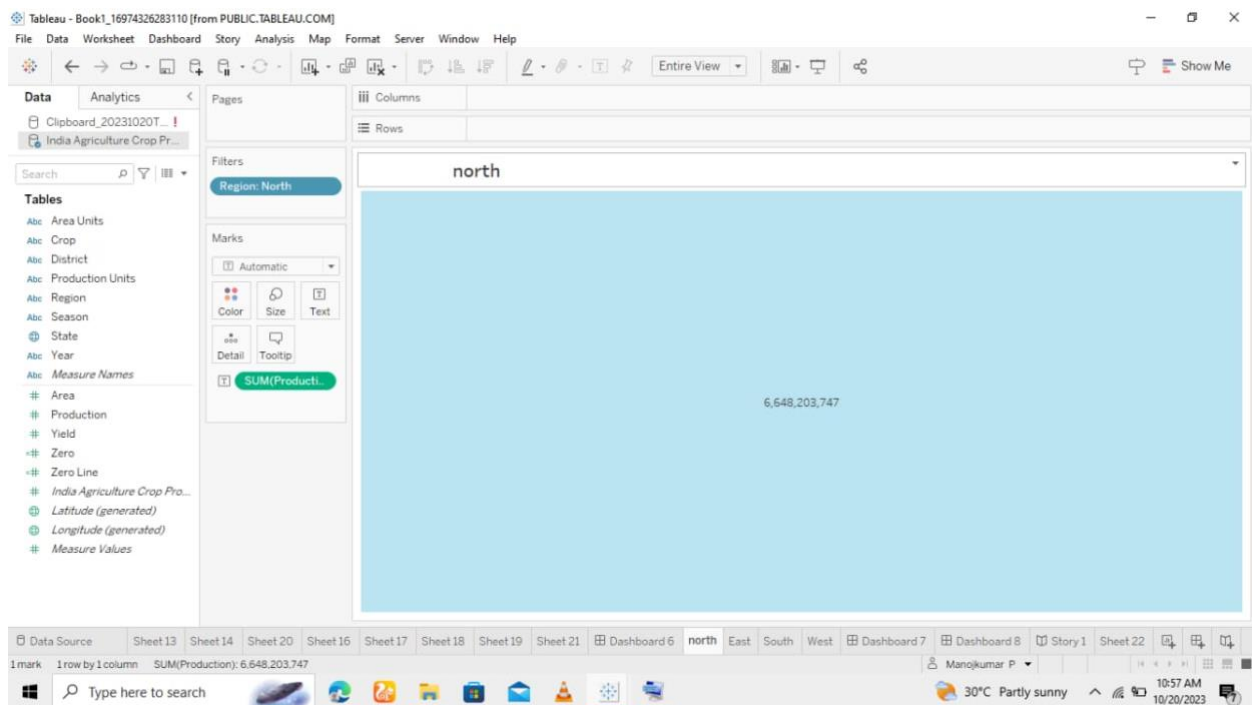 Tableau - Book1_16974326283110 [from PUBLIC.TABLEAU.COM]
File Data Worksheet Dashboard Story Analysis Map Format Server Window Help
Entire View
Show Me
Data Analytics
Clipboard_20231020T... !
India Agriculture Crop Pr...
Search
Tables
Abc Area Units
Abc Crop
Abc District
Abc Production Units
Abc Region
Abc Season
State
Abc Year
Abc Measure Names
# Area
# Production
# Yield
=# Zero
=# Zero Line
# India Agriculture Crop Pro...
Latitude (generated)
Longitude (generated)
# Measure Values
Pages
Filters
Region: North
Marks
Automatic
Color Size Text
Detail Tooltip
SUM(Producti..
Columns
Rows
north
6,648,203,747
Data Source Sheet 13 Sheet 14 Sheet 20 Sheet 16 Sheet 17 Sheet 18 Sheet 19 Sheet 21 Dashboard 6 north East South West Dashboard 7 Dashboard 8 Story 1 Sheet 22
1 mark 1 row by 1 column SUM(Production): 6,648,203,747 Manojkumar P
Type here to search 30°C Partly sunny 10:57 AM
10/20/2023